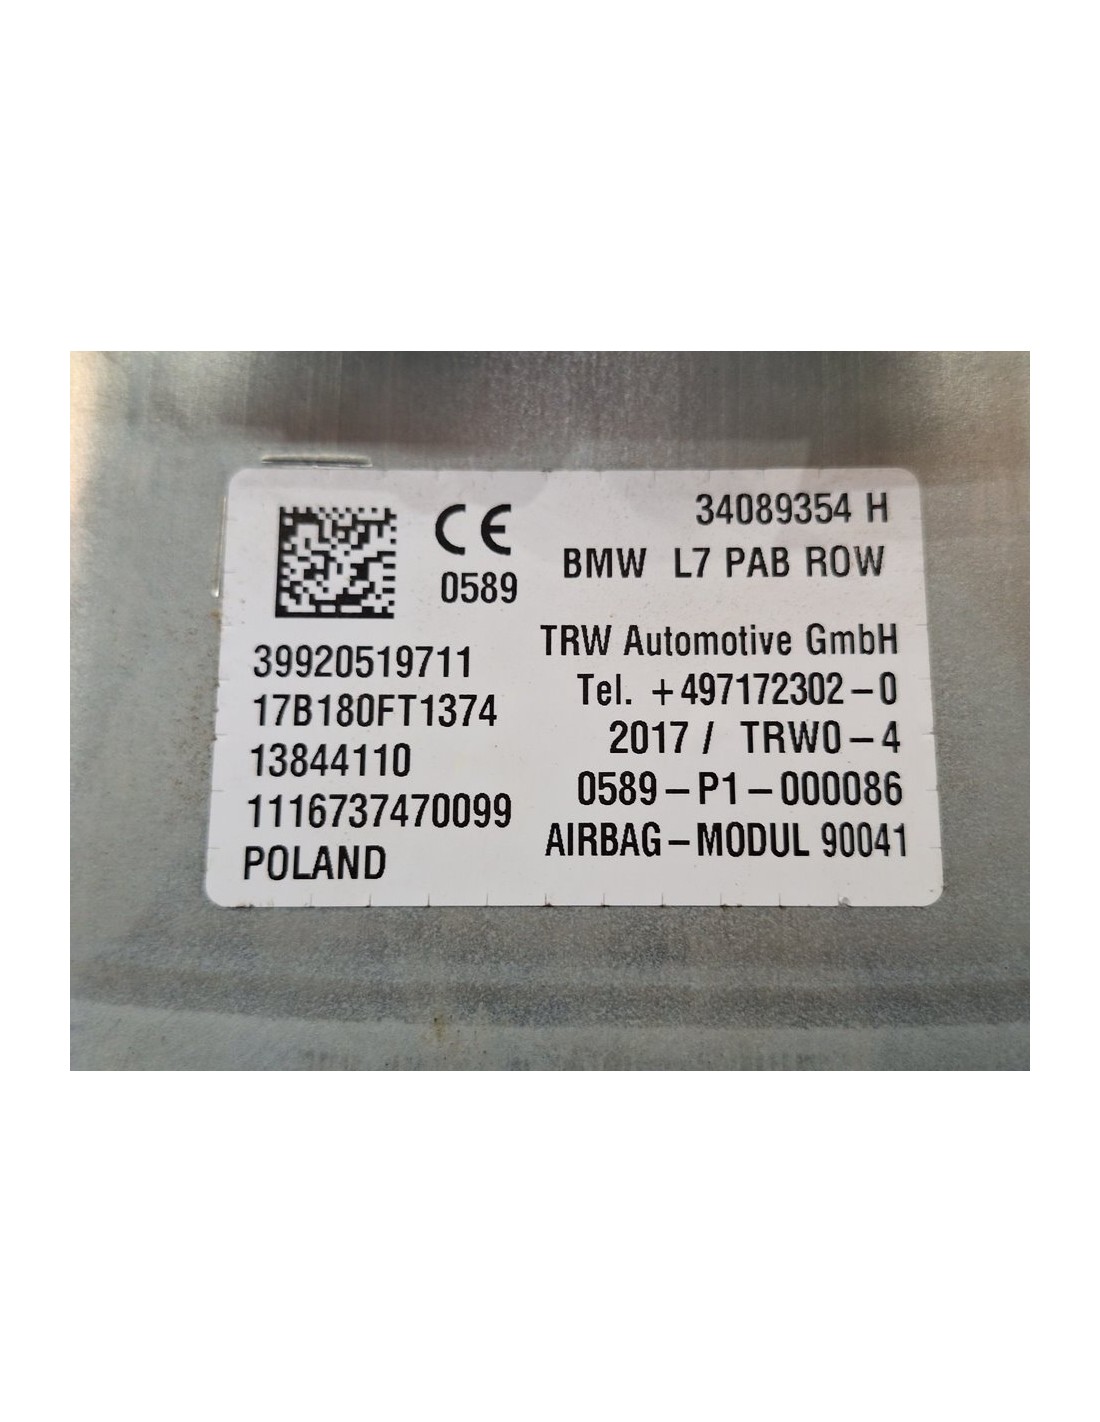 34089354 H
CE
0589
BMW L7 PAB ROW
TRW Automotive GmbH
39920519711
Tel. +497172302-0
17B180FT1374
2017 / TRW0-4
13844110
0589-P1-000086
1116737470099
AIRBAG-MODUL 90041
POLAND